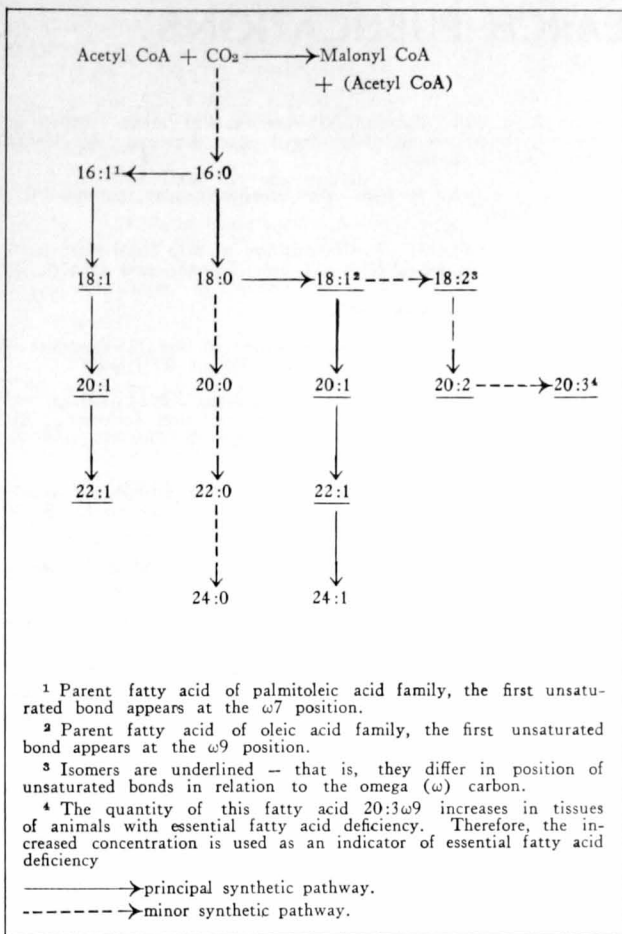 Acetyl CoA + CO₂ ⟶ Malonyl CoA
+ (Acetyl CoA)
16:1¹ ⟵ 16:0
18:1 18:0 ⟶ 18:1² ----→ 18:2³
20:1 20:0 20:1 20:2 ----→ 20:3⁴
22:1 22:0 22:1
24:0 24:1
¹ Parent fatty acid of palmitoleic acid family, the first unsatu-
rated bond appears at the ω7 position.
² Parent fatty acid of oleic acid family, the first unsaturated
bond appears at the ω9 position.
³ Isomers are underlined — that is, they differ in position of
unsaturated bonds in relation to the omega (ω) carbon.
⁴ The quantity of this fatty acid 20:3ω9 increases in tissues
of animals with essential fatty acid deficiency. Therefore, the in-
creased concentration is used as an indicator of essential fatty acid
deficiency
⟶ principal synthetic pathway.
----→ minor synthetic pathway.